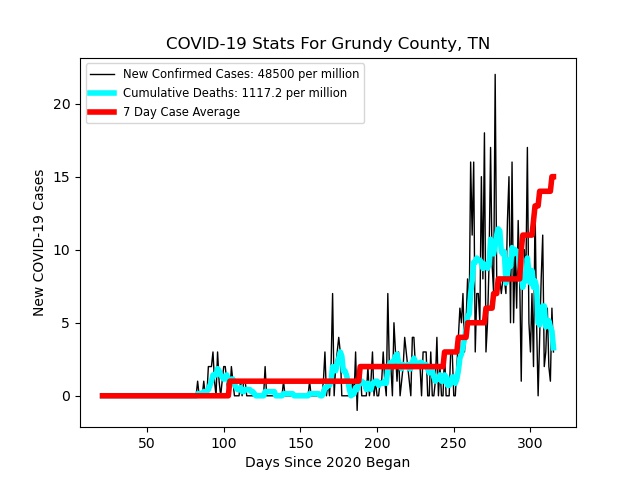 COVID-19 Stats For Grundy County, TN
New Confirmed Cases: 48500 per million
Cumulative Deaths: 1117.2 per million
7 Day Case Average
New COVID-19 Cases
20
15
10
5
0
50
100
150
200
250
300
Days Since 2020 Began